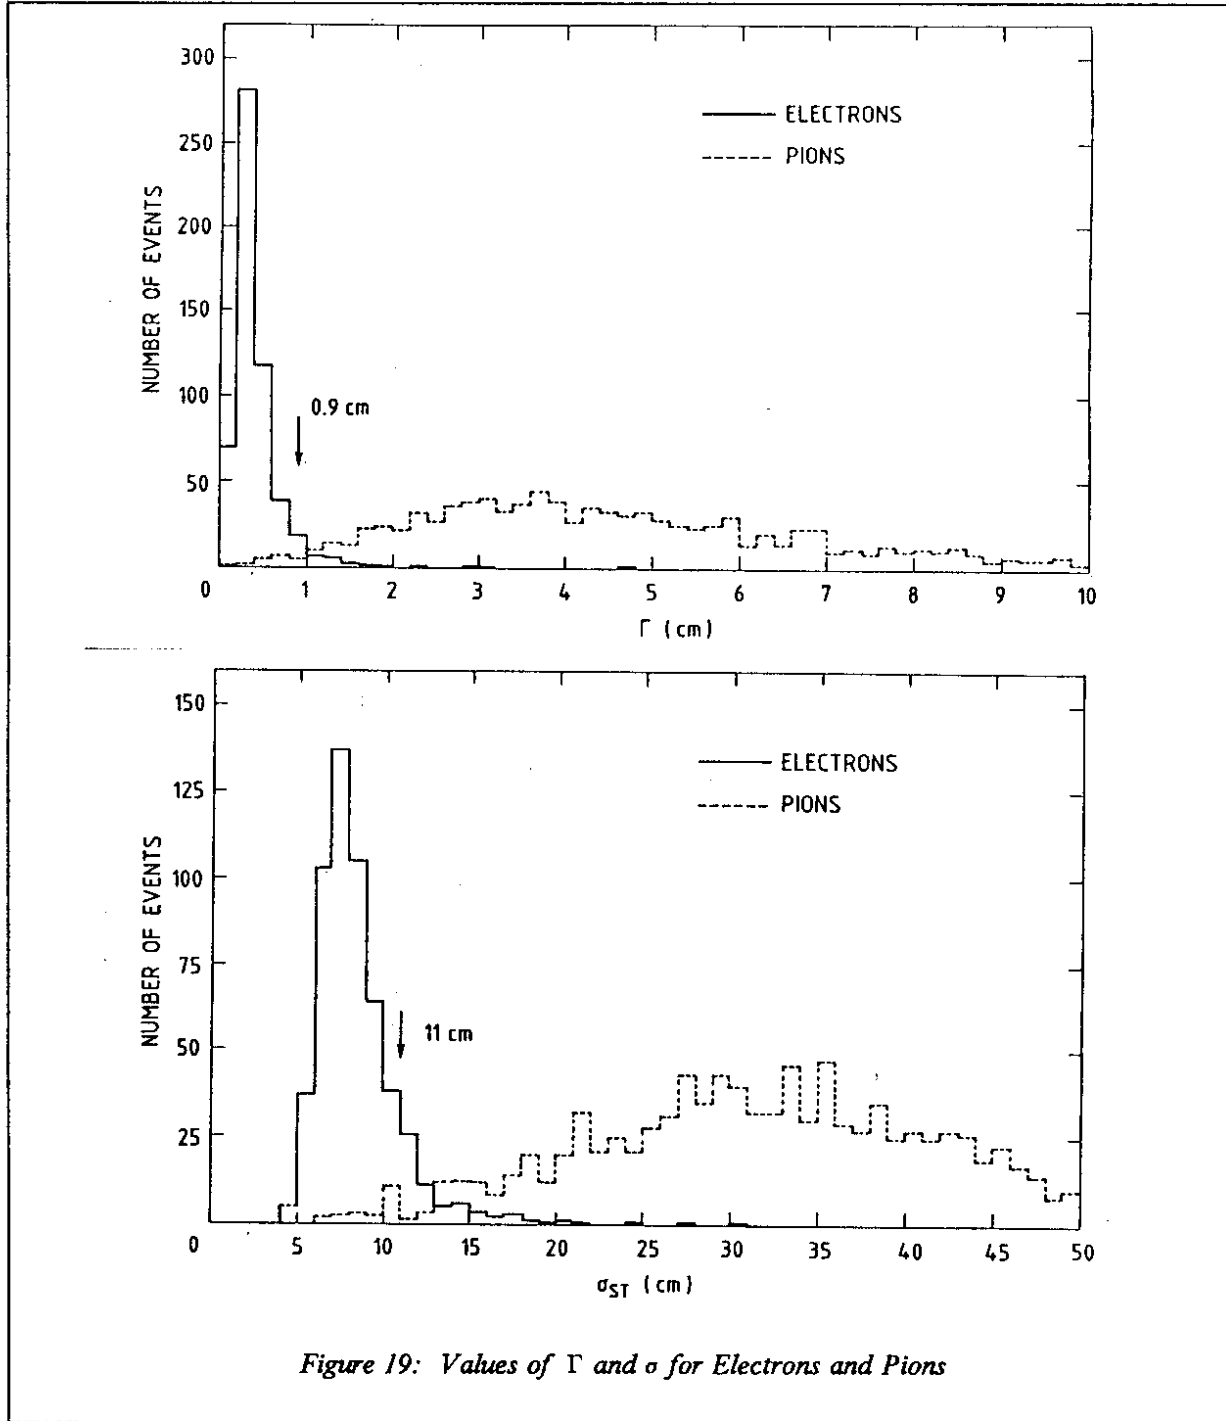 300
250
200
150
100
50
NUMBER OF EVENTS
ELECTRONS
PIONS
0.9 cm
0 1 2 3 4 5 6 7 8 9 10
Γ (cm)
150
125
100
75
50
25
NUMBER OF EVENTS
ELECTRONS
PIONS
11 cm
0 5 10 15 20 25 30 35 40 45 50
σST (cm)
Figure 19: Values of Γ and σ for Electrons and Pions